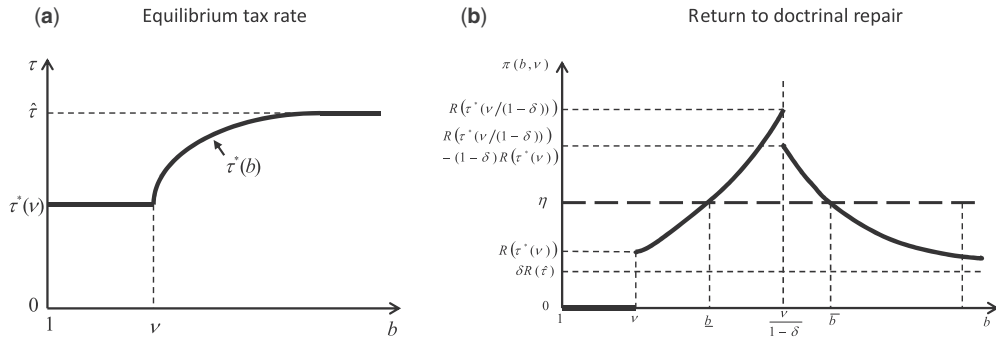 (a) Equilibrium tax rate
τ
τ̂
τ*(b)
τ*(ν)
0
1
ν
b
(b) Return to doctrinal repair
π(b,ν)
R(τ*(ν/(1−δ)))
R(τ*(ν/(1−δ)))
−(1−δ)R(τ*(ν))
η
R(τ*(ν))
δR(τ̂)
0
1
ν
b̲
ν
1−δ
b̅
b